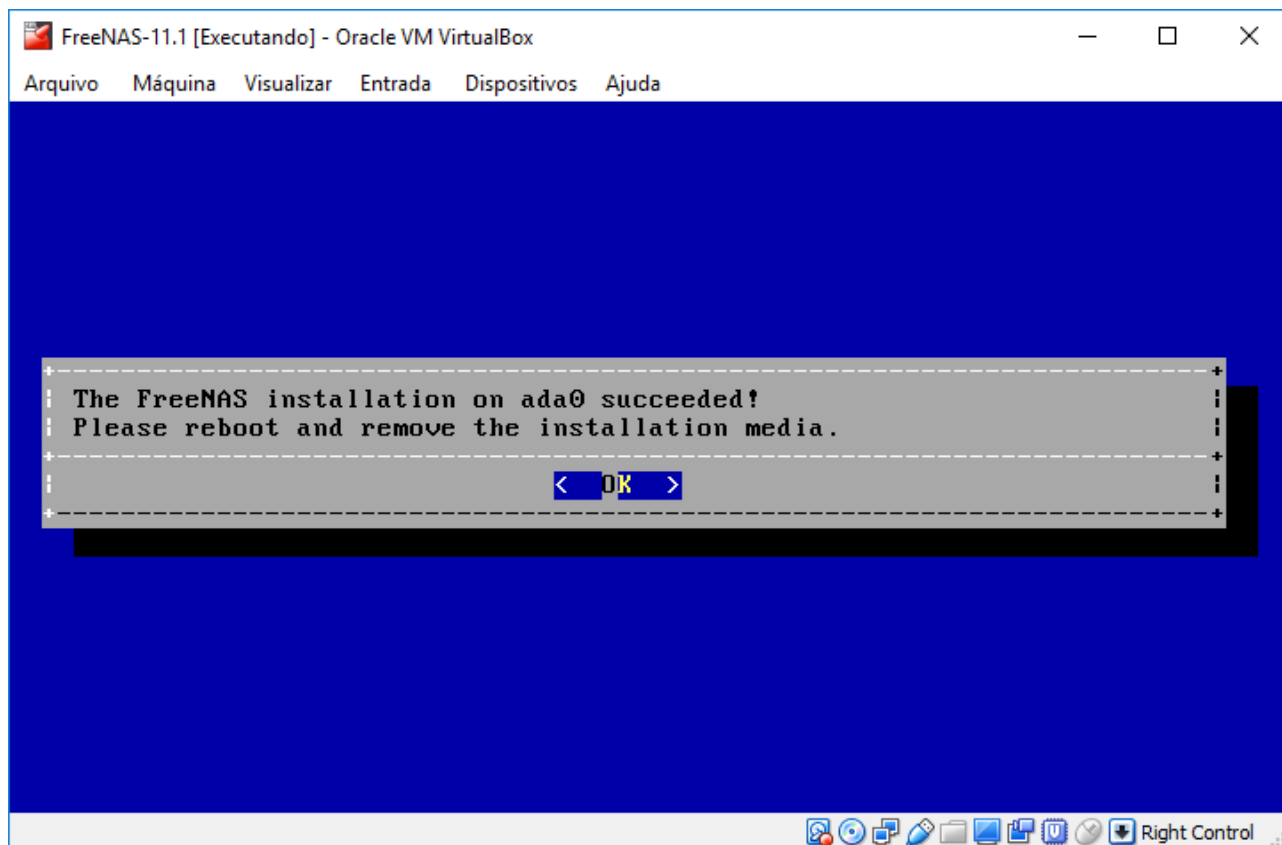 FreeNAS-11.1 [Executando] - Oracle VM VirtualBox
Arquivo Máquina Visualizar Entrada Dispositivos Ajuda
The FreeNAS installation on ada0 succeeded!
Please reboot and remove the installation media.
< OK >
Right Control